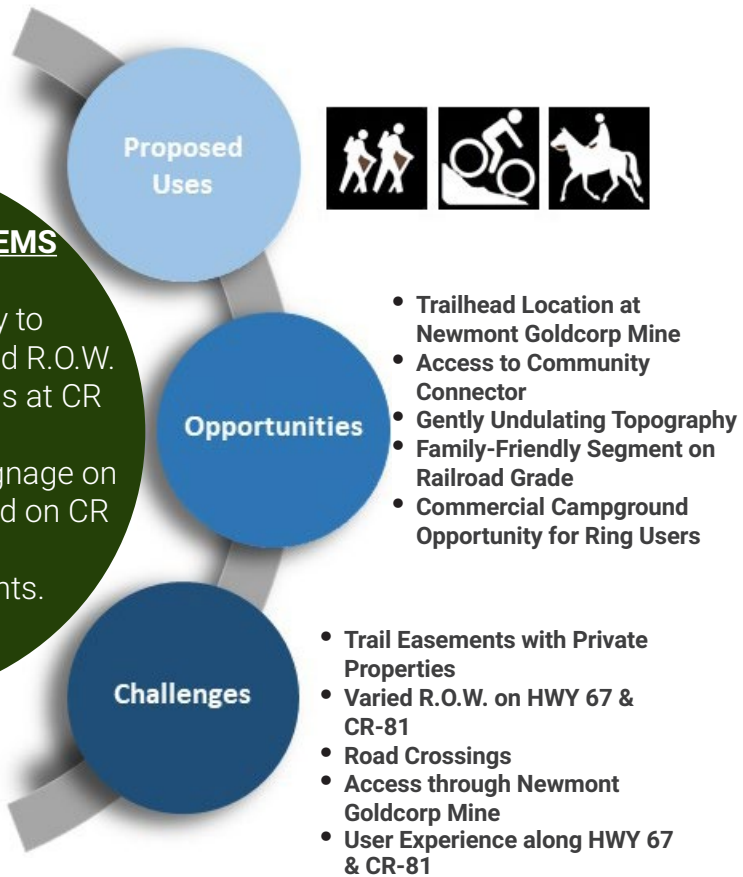 Proposed
Uses
EMS
y to
d R.O.W.
s at CR
gnage on
d on CR
nts.
Opportunities
• Trailhead Location at
Newmont Goldcorp Mine
• Access to Community
Connector
• Gently Undulating Topography
• Family-Friendly Segment on
Railroad Grade
• Commercial Campground
Opportunity for Ring Users
Challenges
• Trail Easements with Private
Properties
• Varied R.O.W. on HWY 67 &
CR-81
• Road Crossings
• Access through Newmont
Goldcorp Mine
• User Experience along HWY 67
& CR-81